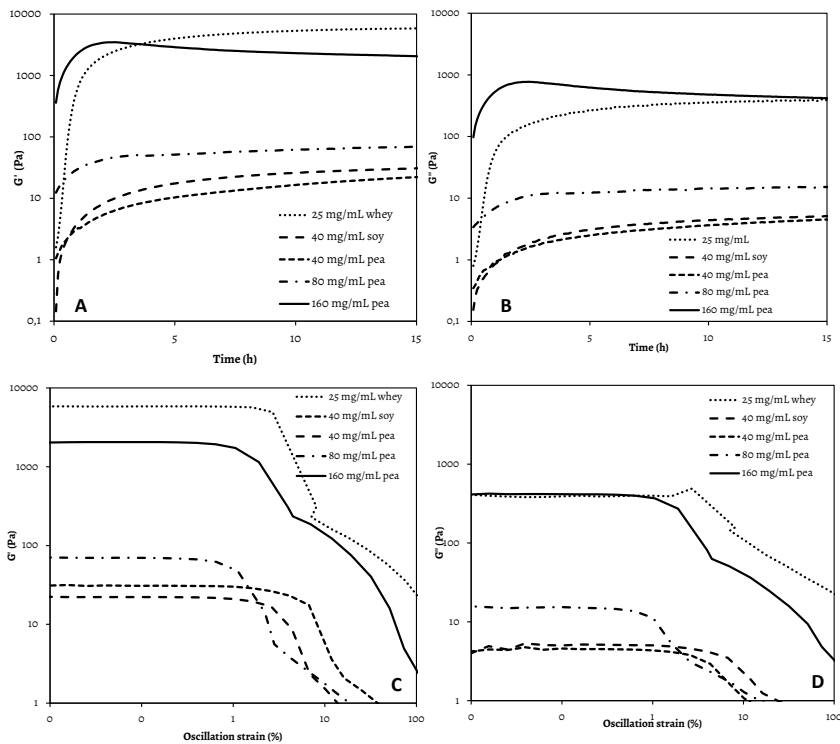 10000
1000
100
10
1
0,1
G' (Pa)
25 mg/mL whey
40 mg/mL soy
40 mg/mL pea
80 mg/mL pea
160 mg/mL pea
A
0
5
10
15
Time (h)
10000
1000
100
10
1
0,1
G" (Pa)
25 mg/mL
40 mg/mL soy
40 mg/mL pea
80 mg/mL pea
160 mg/mL pea
B
0
5
10
15
Time (h)
10000
1000
100
10
1
G' (Pa)
25 mg/mL whey
40 mg/mL soy
40 mg/mL pea
80 mg/mL pea
160 mg/mL pea
C
0
0
1
10
100
Oscillation strain (%)
10000
1000
100
10
1
G" (Pa)
25 mg/mL whey
40 mg/mL soy
40 mg/mL pea
80 mg/mL pea
160 mg/mL pea
D
0
0
1
10
100
Oscillation strain (%)